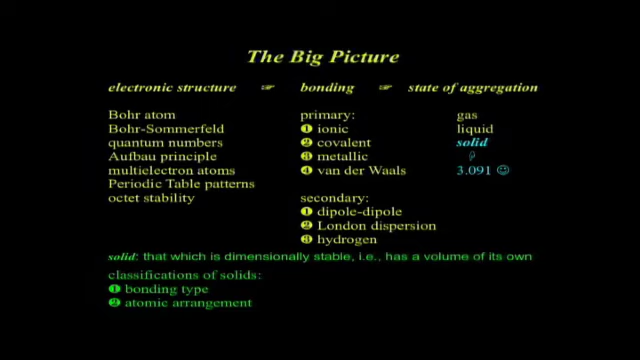 The Big Picture
electronic structure ☞ bonding ☞ state of aggregation
Bohr atom
Bohr-Sommerfeld
quantum numbers
Aufbau principle
multielectron atoms
Periodic Table patterns
octet stability
primary:
❶ ionic
❷ covalent
❸ metallic
❹ van der Waals
secondary:
❶ dipole-dipole
❷ London dispersion
❸ hydrogen
gas
liquid
solid
3.091 ☺
solid: that which is dimensionally stable, i.e., has a volume of its own
classifications of solids:
❶ bonding type
❷ atomic arrangement